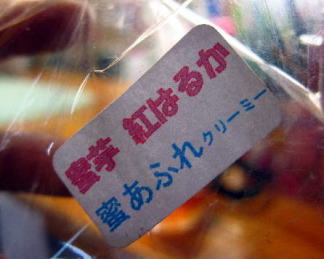 蜜芋 紅はるか
蜜あふれクリーミー